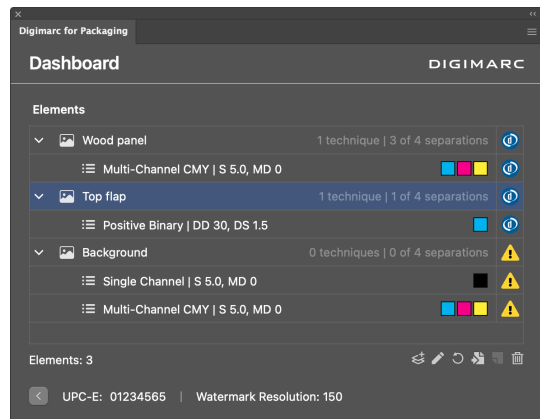 Digimarc for Packaging
Dashboard
DIGIMARC
Elements
Wood panel 1 technique | 3 of 4 separations
Multi-Channel CMY | S 5.0, MD 0
Top flap 1 technique | 1 of 4 separations
Positive Binary | DD 30, DS 1.5
Background 0 techniques | 0 of 4 separations
Single Channel | S 5.0, MD 0
Multi-Channel CMY | S 5.0, MD 0
Elements: 3
UPC-E: 01234565 | Watermark Resolution: 150